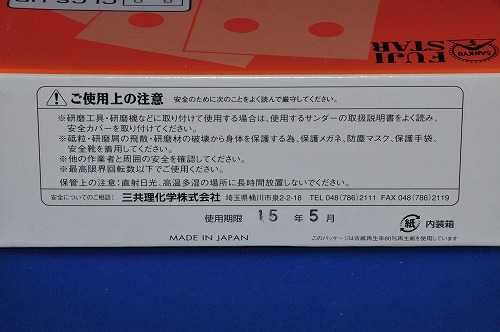 FUJI
STAR
SANKYO
⚠ご使用上の注意 安全のために次のことをよく読んで厳守してください。
※研磨工具・研磨機などに取り付けて使用する場合は、使用するサンダーの取扱説明書をよく読み、
安全カバーを取り付けてください。
※砥粒・研磨屑の飛散・研磨材の破壊から身体を保護する為、保護メガネ、防塵マスク、保護手袋、
安全靴を着用してください。
※他の作業者と周囲の安全を確認してください。
※最高限界回転数以下でご使用ください。
保管上の注意：直射日光、高温多湿の場所に長時間放置しないでください。
安全についてのご相談： 三共理化学株式会社 埼玉県桶川市泉2-2-18 TEL 048(786)2111 FAX 048(786)2119
使用期限 15 年 5 月
紙 内装箱
MADE IN JAPAN
このパッケージは古紙再生率80%再生紙を使用しています